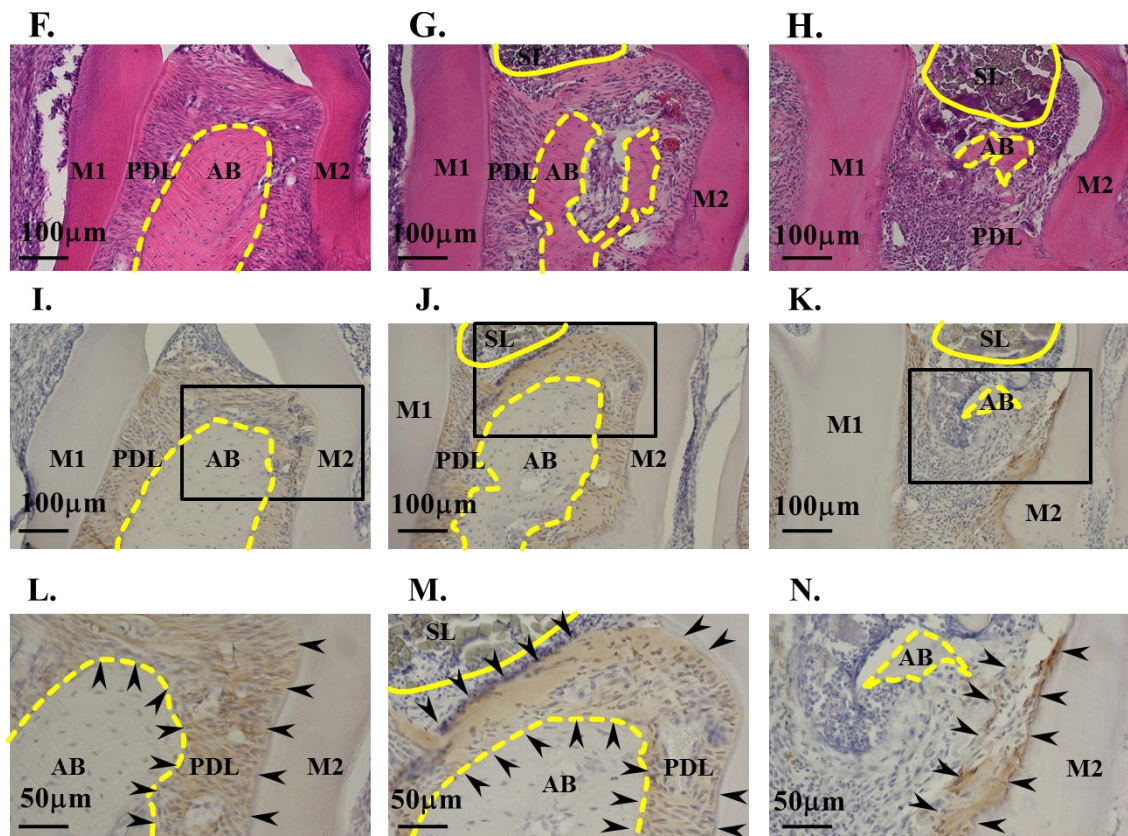 F. G. H.
SL SL
AB
M1 PDL AB M2 M1 PDL AB M2 M1 M2
PDL
100μm 100μm 100μm
I. J. K.
SL SL
AB
M1 M1 M1
PDL AB M2 PDL AB M2 M2
100μm 100μm 100μm
L. M. N.
SL
AB
AB PDL M2 AB PDL M2
50μm 50μm 50μm
M2